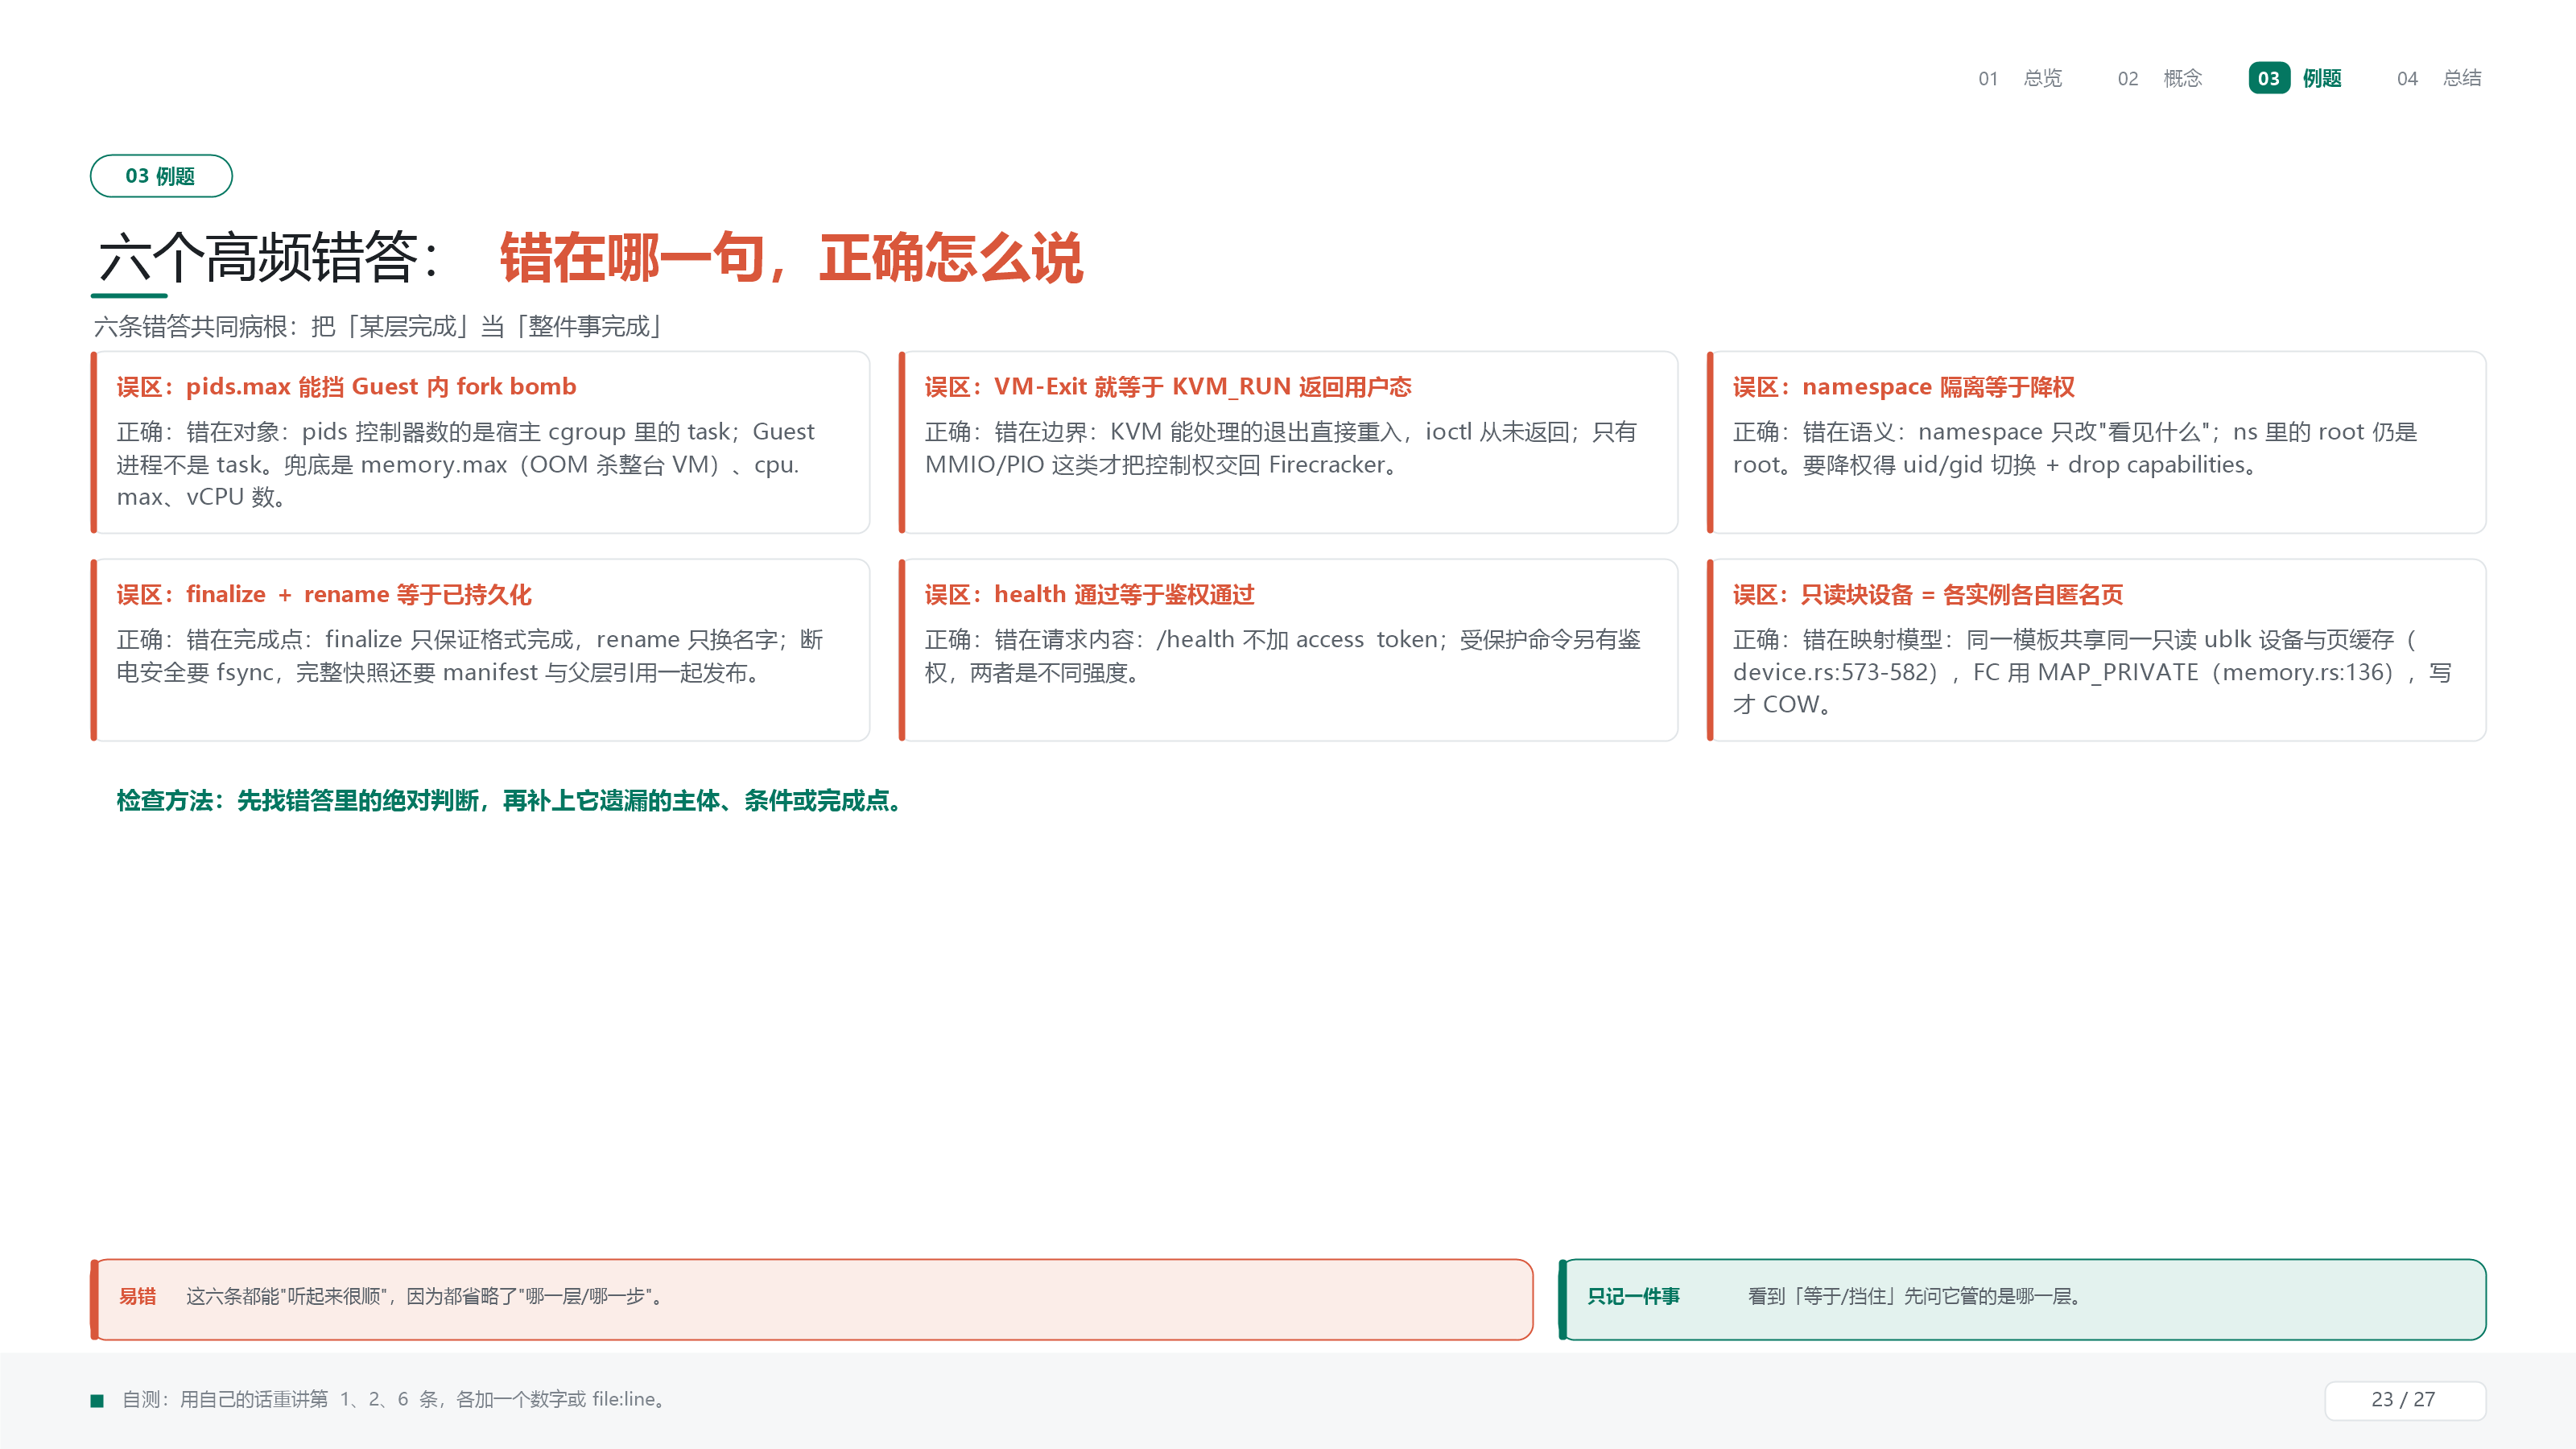 01 总览 02 概念 03 例题 04 总结
03 例题
六个高频错答： 错在哪一句，正确怎么说
六条错答共同病根：把「某层完成」当「整件事完成」
误区：pids.max 能挡 Guest 内 fork bomb
正确：错在对象：pids 控制器数的是宿主 cgroup 里的 task；Guest
进程不是 task。兜底是 memory.max（OOM 杀整台 VM）、cpu.
max、vCPU 数。
误区：VM-Exit 就等于 KVM_RUN 返回用户态
正确：错在边界：KVM 能处理的退出直接重入，ioctl 从未返回；只有
MMIO/PIO 这类才把控制权交回 Firecracker。
误区：namespace 隔离等于降权
正确：错在语义：namespace 只改"看见什么"；ns 里的 root 仍是
root。要降权得 uid/gid 切换 + drop capabilities。
误区：finalize + rename 等于已持久化
正确：错在完成点：finalize 只保证格式完成，rename 只换名字；断
电安全要 fsync，完整快照还要 manifest 与父层引用一起发布。
误区：health 通过等于鉴权通过
正确：错在请求内容：/health 不加 access token；受保护命令另有鉴
权，两者是不同强度。
误区：只读块设备 = 各实例各自匿名页
正确：错在映射模型：同一模板共享同一只读 ublk 设备与页缓存（
device.rs:573-582），FC 用 MAP_PRIVATE（memory.rs:136），写
才 COW。
检查方法：先找错答里的绝对判断，再补上它遗漏的主体、条件或完成点。
易错 这六条都能"听起来很顺"，因为都省略了"哪一层/哪一步"。
只记一件事 看到「等于/挡住」先问它管的是哪一层。
自测：用自己的话重讲第 1、2、6 条，各加一个数字或 file:line。
23 / 27